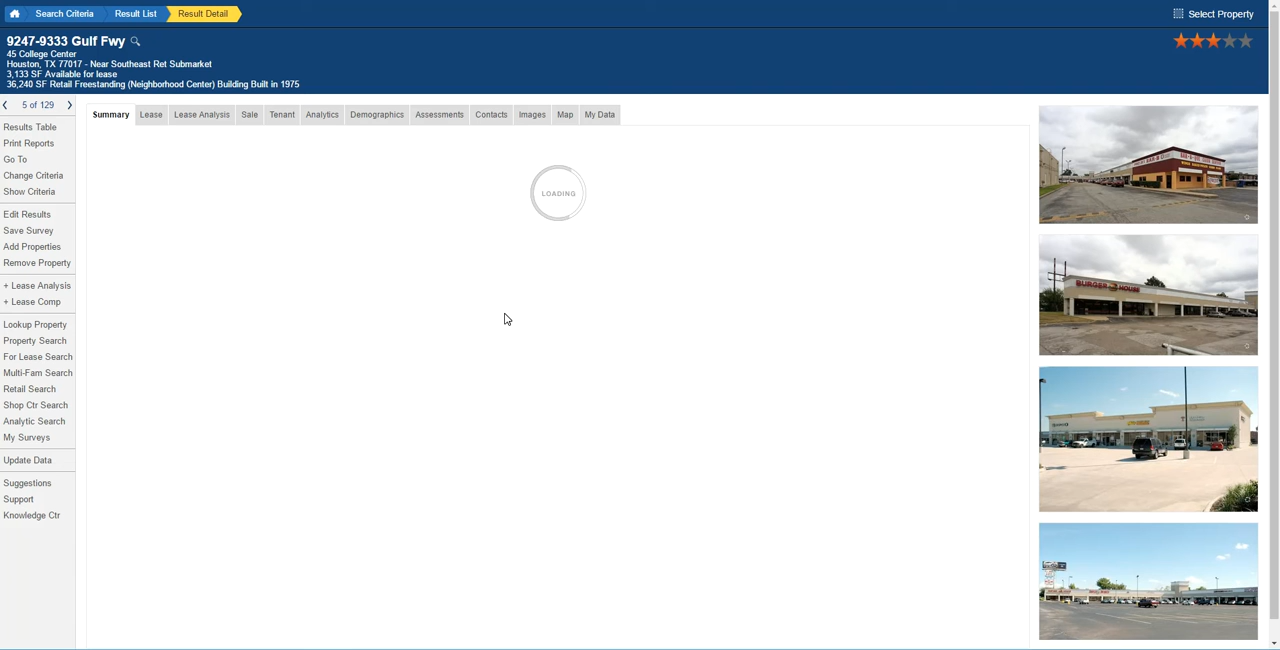 Search Criteria
Result List
Result Detail
Select Property
9247-9333 Gulf Fwy
45 College Center
Houston, TX 77017 - Near Southeast Ret Submarket
3,133 SF Available for lease
36,240 SF Retail Freestanding (Neighborhood Center) Building Built in 1975
5 of 129
Summary
Lease
Lease Analysis
Sale
Tenant
Analytics
Demographics
Assessments
Contacts
Images
Map
My Data
Results Table
Print Reports
Go To
Change Criteria
Show Criteria
Edit Results
Save Survey
Add Properties
Remove Property
+ Lease Analysis
+ Lease Comp
Lookup Property
Property Search
For Lease Search
Multi-Fam Search
Retail Search
Shop Ctr Search
Analytic Search
My Surveys
Update Data
Suggestions
Support
Knowledge Ctr
LOADING
BURGER HOUSE